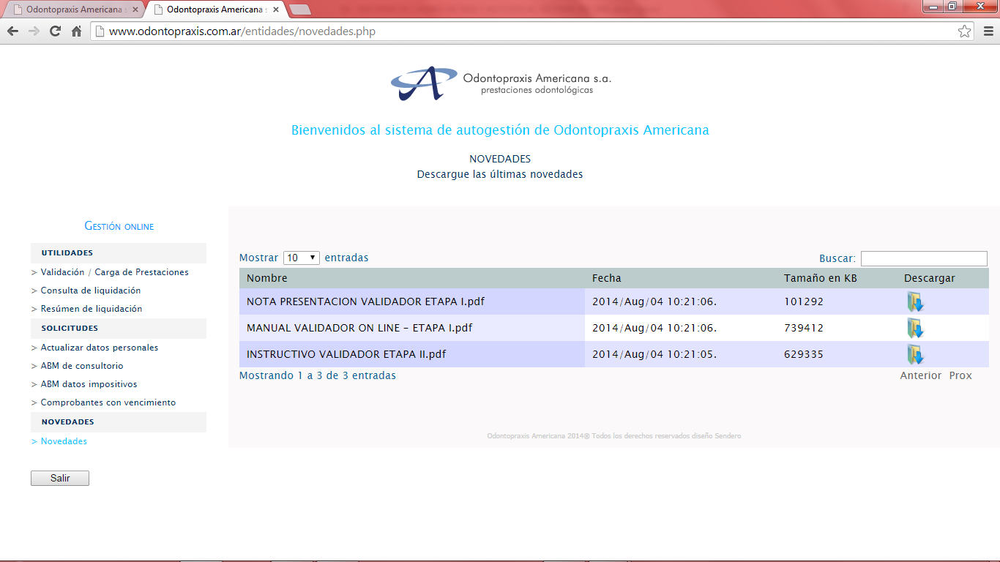 Odontopraxis Americana s
Odontopraxis Americana s
www.odontopraxis.com.ar/entidades/novedades.php
Odontopraxis Americana s.a.
prestaciones odontológicas
Bienvenidos al sistema de autogestión de Odontopraxis Americana
NOVEDADES
Descargue las últimas novedades
Gestión online
UTILIDADES
> Validación / Carga de Prestaciones
> Consulta de liquidación
> Resúmen de liquidación
SOLICITUDES
> Actualizar datos personales
> ABM de consultorio
> ABM datos impositivos
> Comprobantes con vencimiento
NOVEDADES
> Novedades
Salir
Mostrar 10 entradas
Buscar:
Nombre Fecha Tamaño en KB Descargar
NOTA PRESENTACION VALIDADOR ETAPA I.pdf 2014/Aug/04 10:21:06. 101292
MANUAL VALIDADOR ON LINE - ETAPA I.pdf 2014/Aug/04 10:21:06. 739412
INSTRUCTIVO VALIDADOR ETAPA II.pdf 2014/Aug/04 10:21:05. 629335
Mostrando 1 a 3 de 3 entradas
Anterior Prox
Odontopraxis Americana 2014® Todos los derechos reservados diseño Sendero